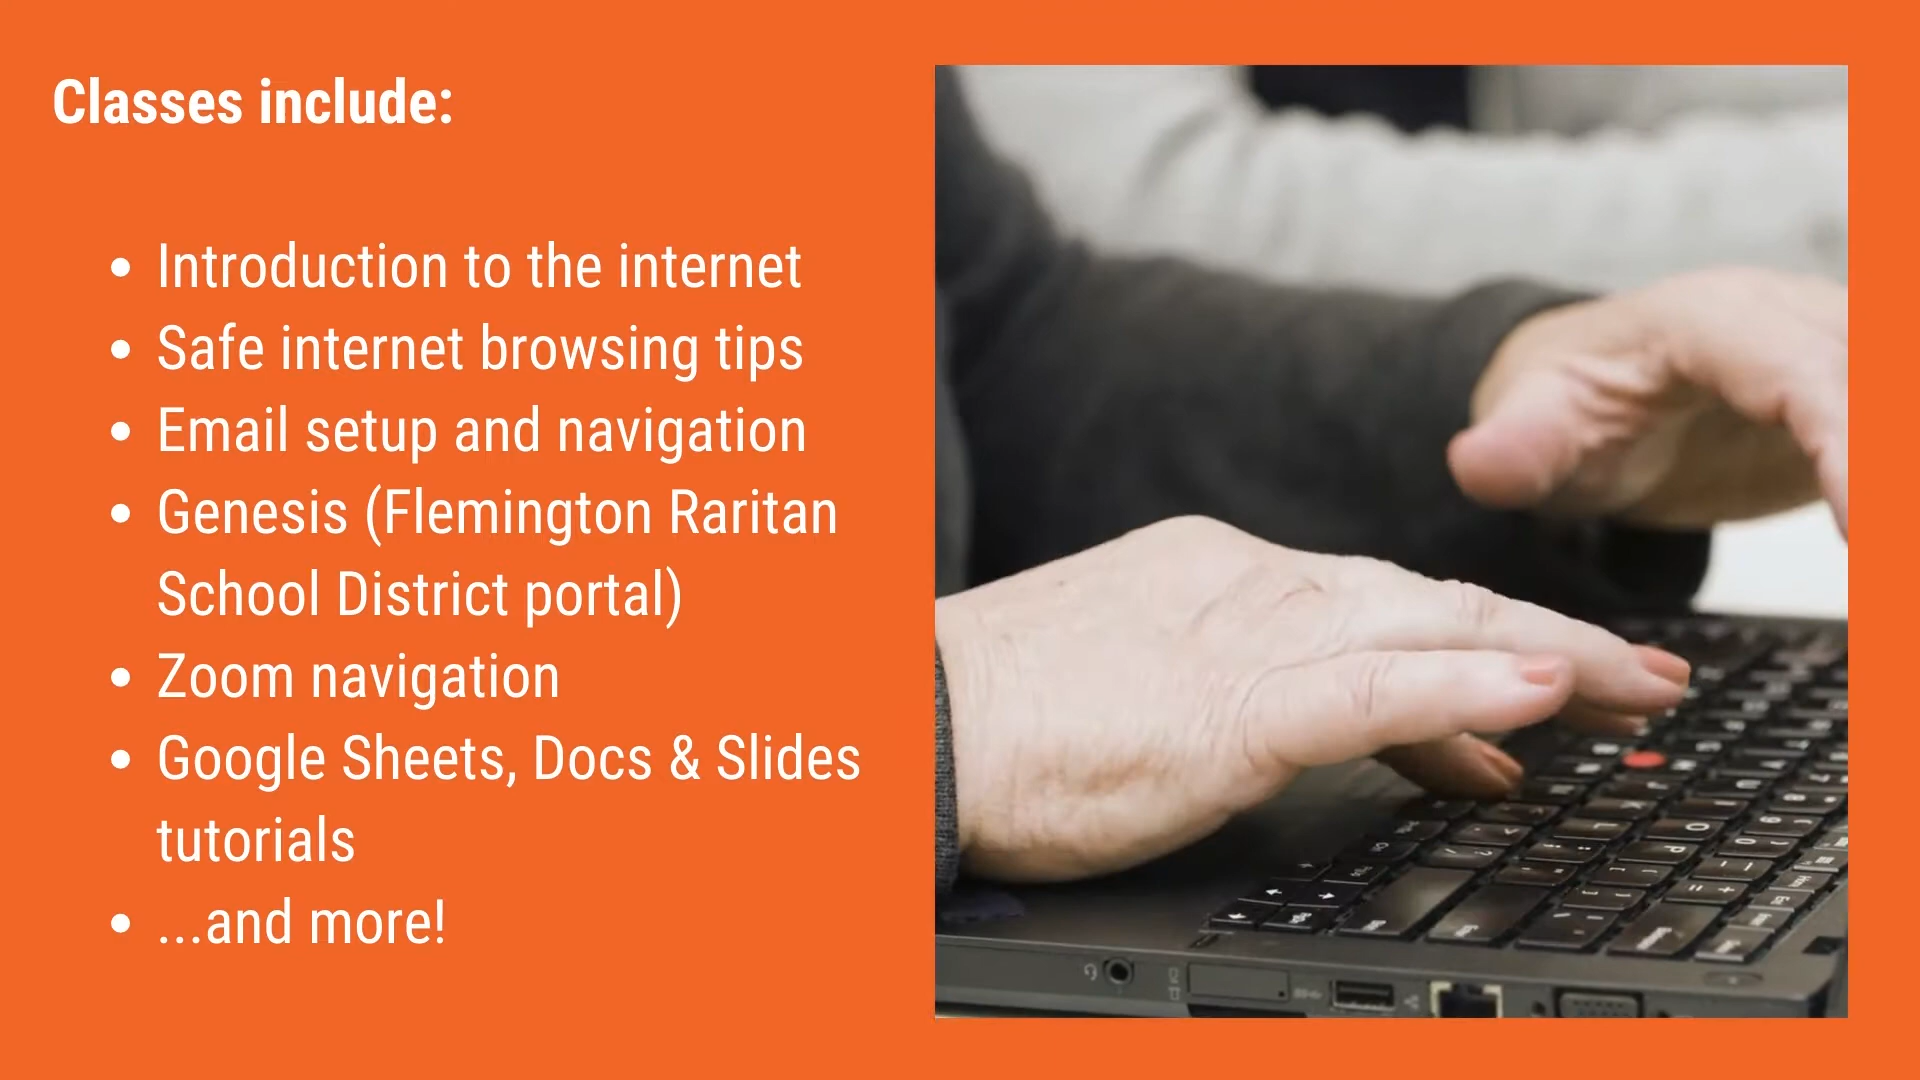 Classes include:
• Introduction to the internet
• Safe internet browsing tips
• Email setup and navigation
• Genesis (Flemington Raritan
School District portal)
• Zoom navigation
• Google Sheets, Docs & Slides
tutorials
• ...and more!